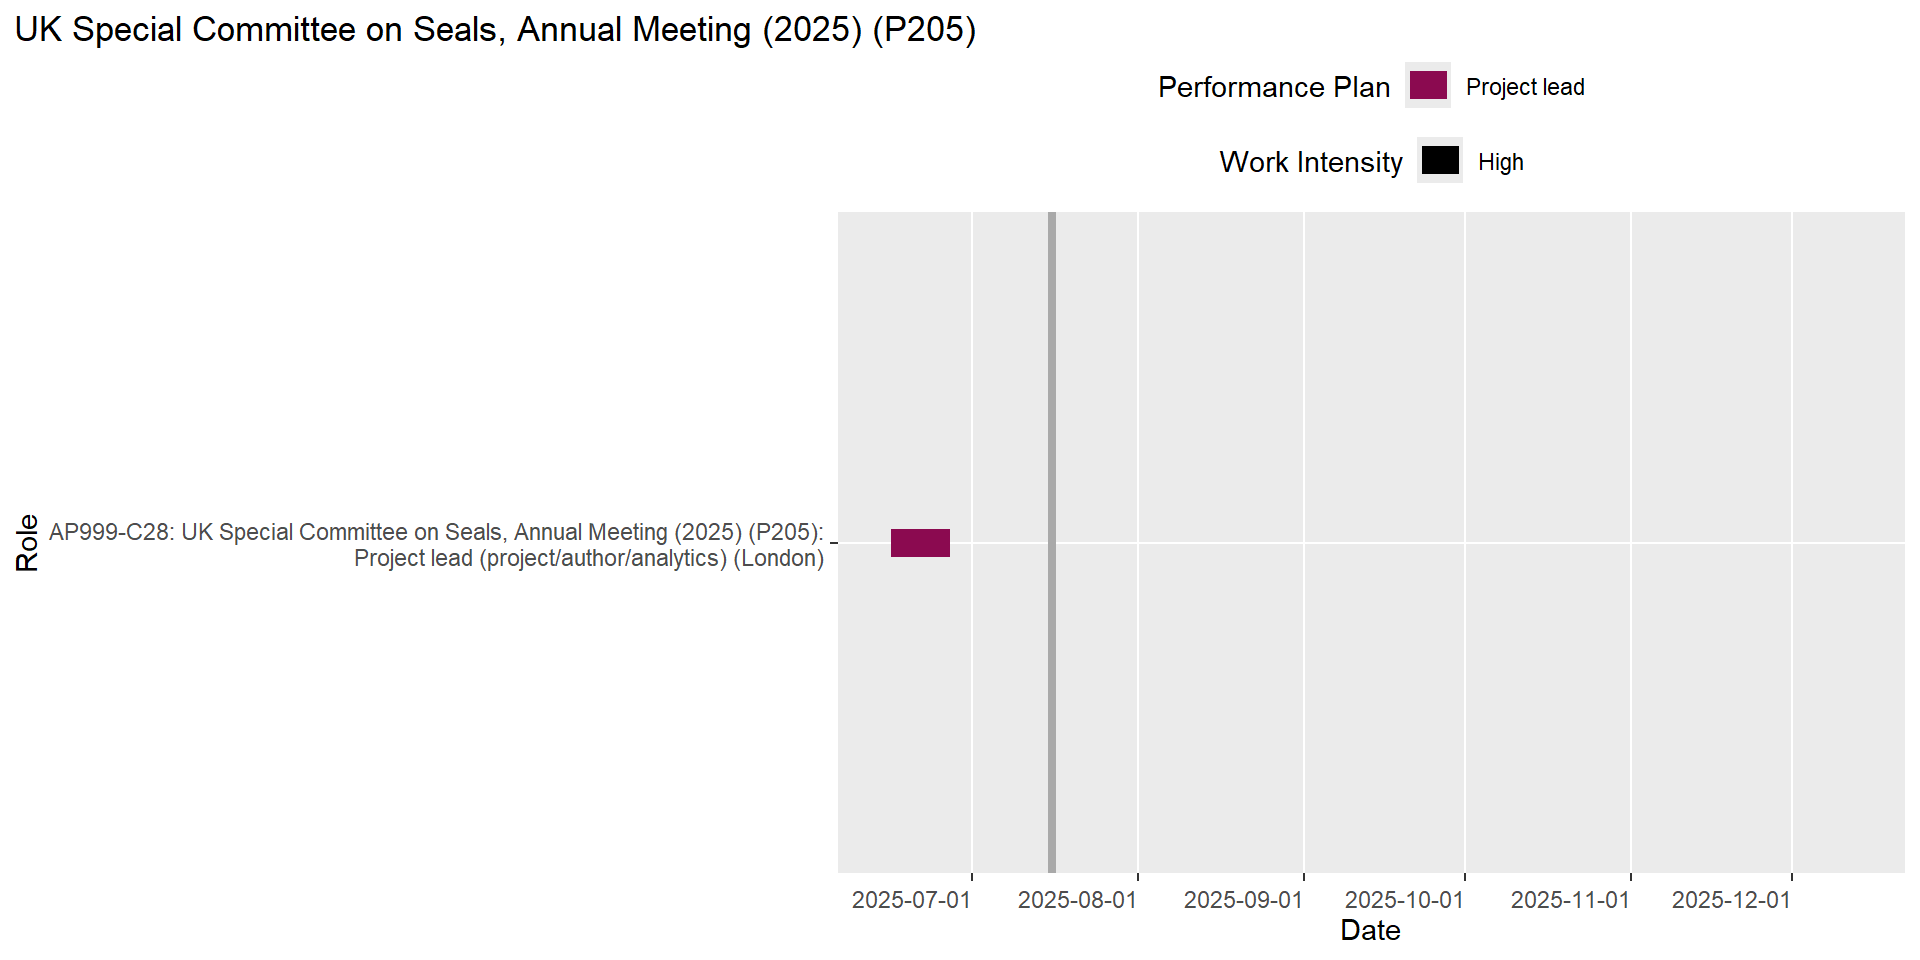 UK Special Committee on Seals, Annual Meeting (2025) (P205)
Performance Plan
Project lead
Work Intensity
High
Role
AP999-C28: UK Special Committee on Seals, Annual Meeting (2025) (P205):
Project lead (project/author/analytics) (London)
2025-07-01
2025-08-01
2025-09-01
2025-10-01
2025-11-01
2025-12-01
Date